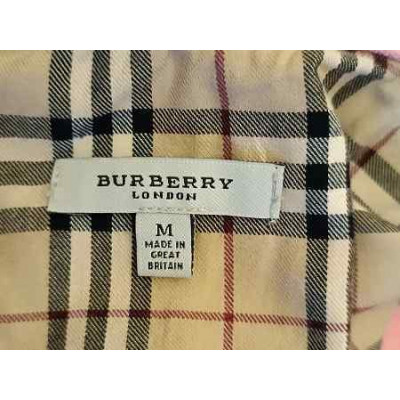 BURBERRY
LONDON
M
MADE IN
GREAT
BRITAIN